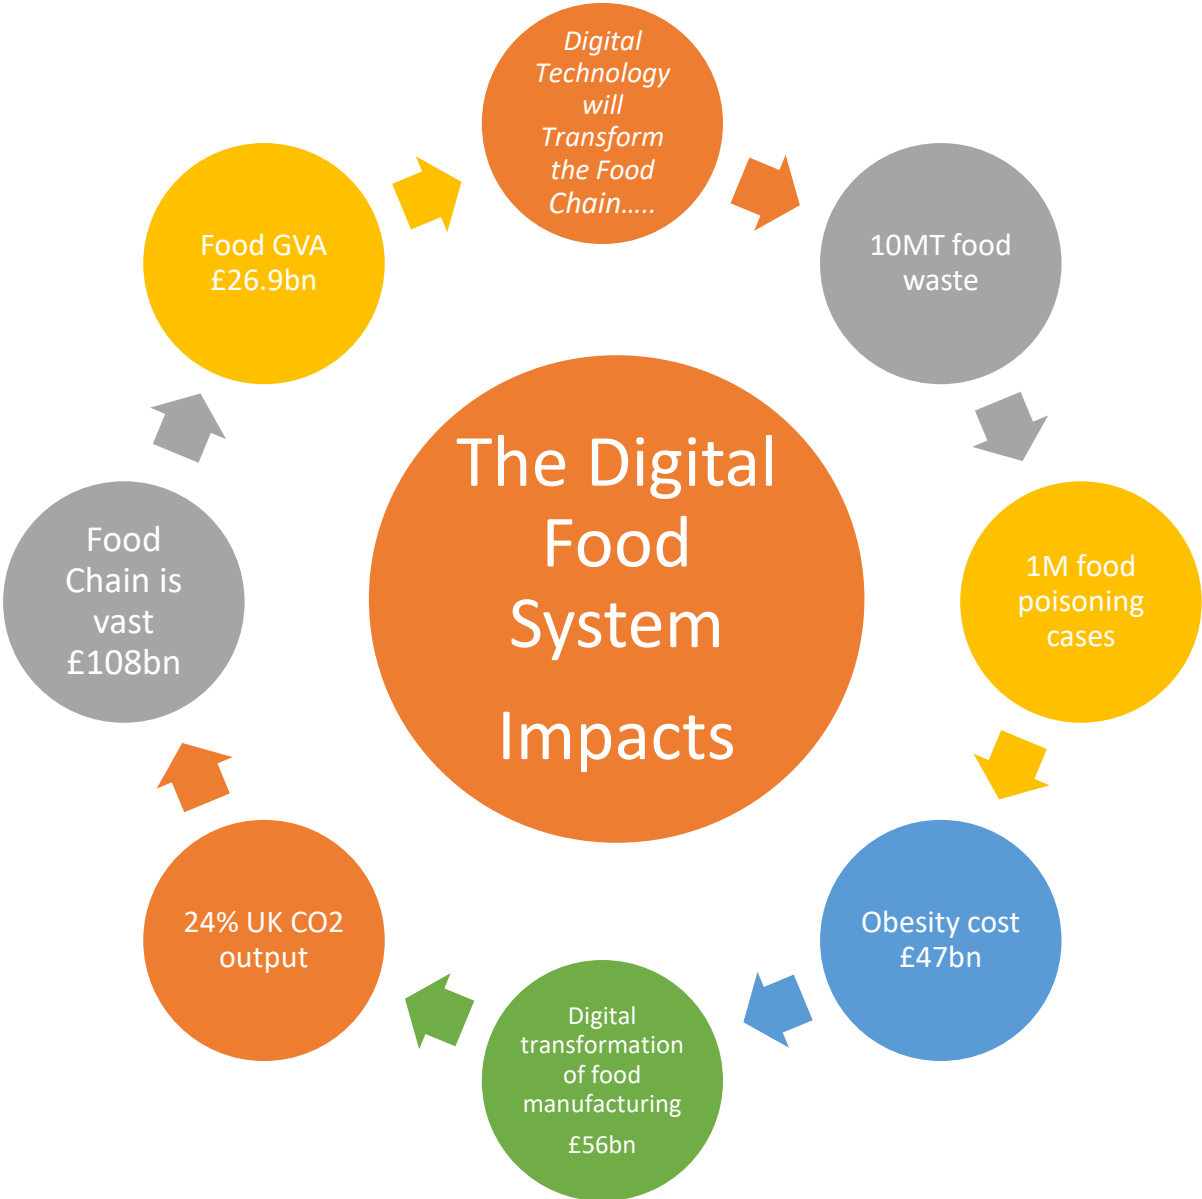 Digital
Technology
will
Transform
the Food
Chain.....
10MT food
waste
1M food
poisoning
cases
Obesity cost
£47bn
Digital
transformation
of food
manufacturing
£56bn
24% UK CO2
output
Food
Chain is
vast
£108bn
Food GVA
£26.9bn
The Digital
Food
System
Impacts